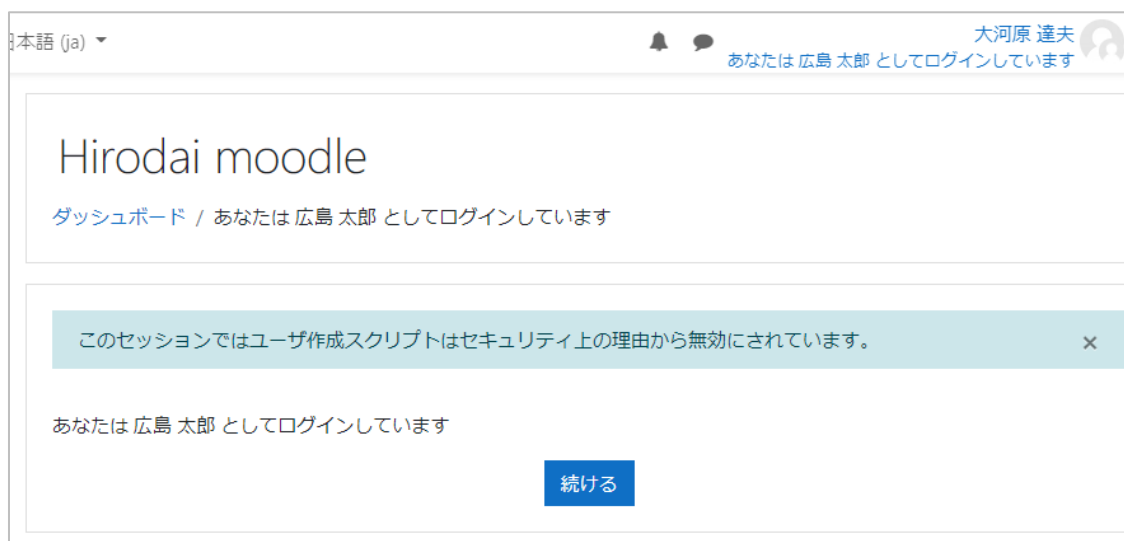 日本語 (ja)
大河原 達夫
あなたは 広島 太郎 としてログインしています
Hirodai moodle
ダッシュボード / あなたは 広島 太郎 としてログインしています
このセッションではユーザ作成スクリプトはセキュリティ上の理由から無効にされています。 ×
あなたは 広島 太郎 としてログインしています
続ける